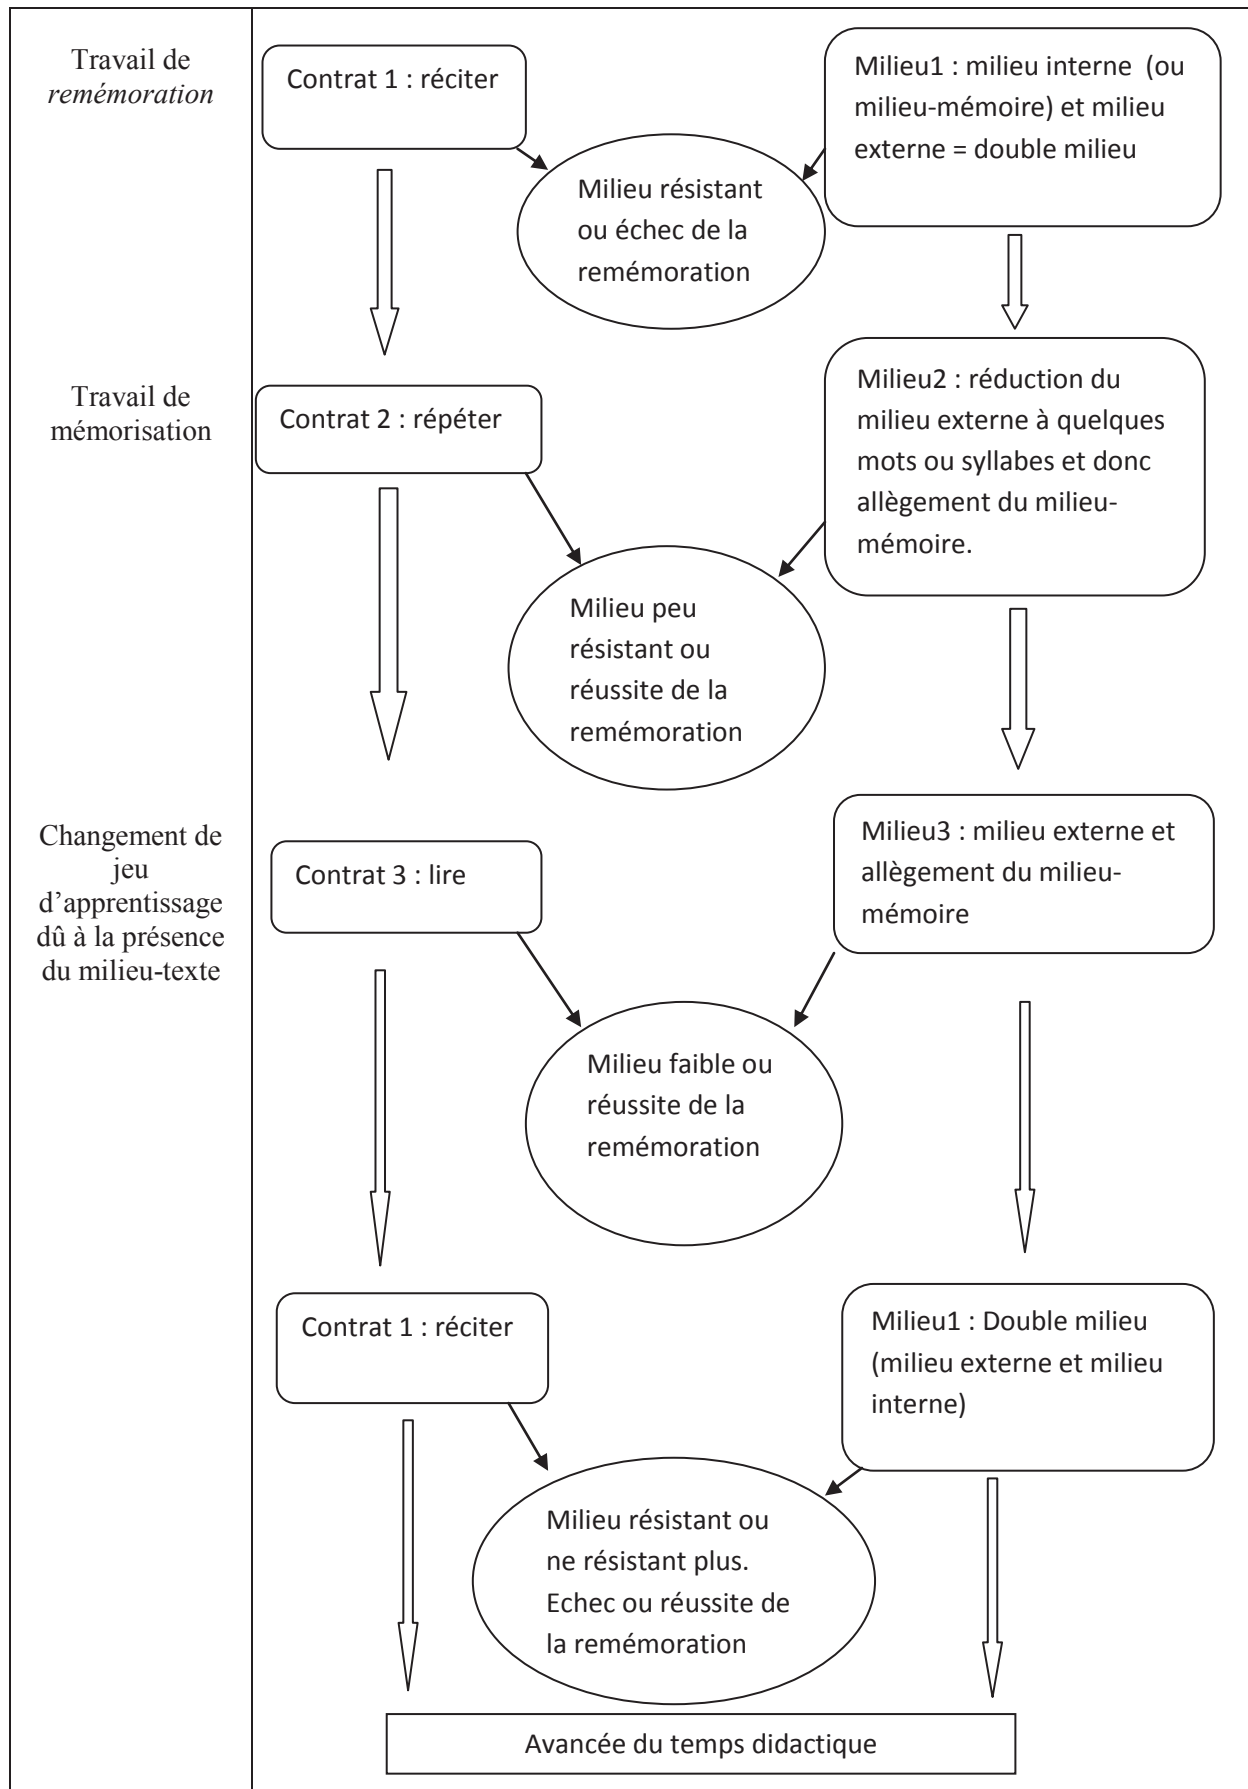 Travail de
remémoration
Contrat 1 : réciter
Milieu1 : milieu interne (ou
milieu-mémoire) et milieu
externe = double milieu
Milieu résistant
ou échec de la
remémoration
Travail de
mémorisation
Contrat 2 : répéter
Milieu2 : réduction du
milieu externe à quelques
mots ou syllabes et donc
allègement du milieu-
mémoire.
Milieu peu
résistant ou
réussite de la
remémoration
Changement de
jeu
d’apprentissage
dû à la présence
du milieu-texte
Contrat 3 : lire
Milieu3 : milieu externe et
allègement du milieu-
mémoire
Milieu faible ou
réussite de la
remémoration
Contrat 1 : réciter
Milieu1 : Double milieu
(milieu externe et milieu
interne)
Milieu résistant ou
ne résistant plus.
Echec ou réussite de
la remémoration
Avancée du temps didactique